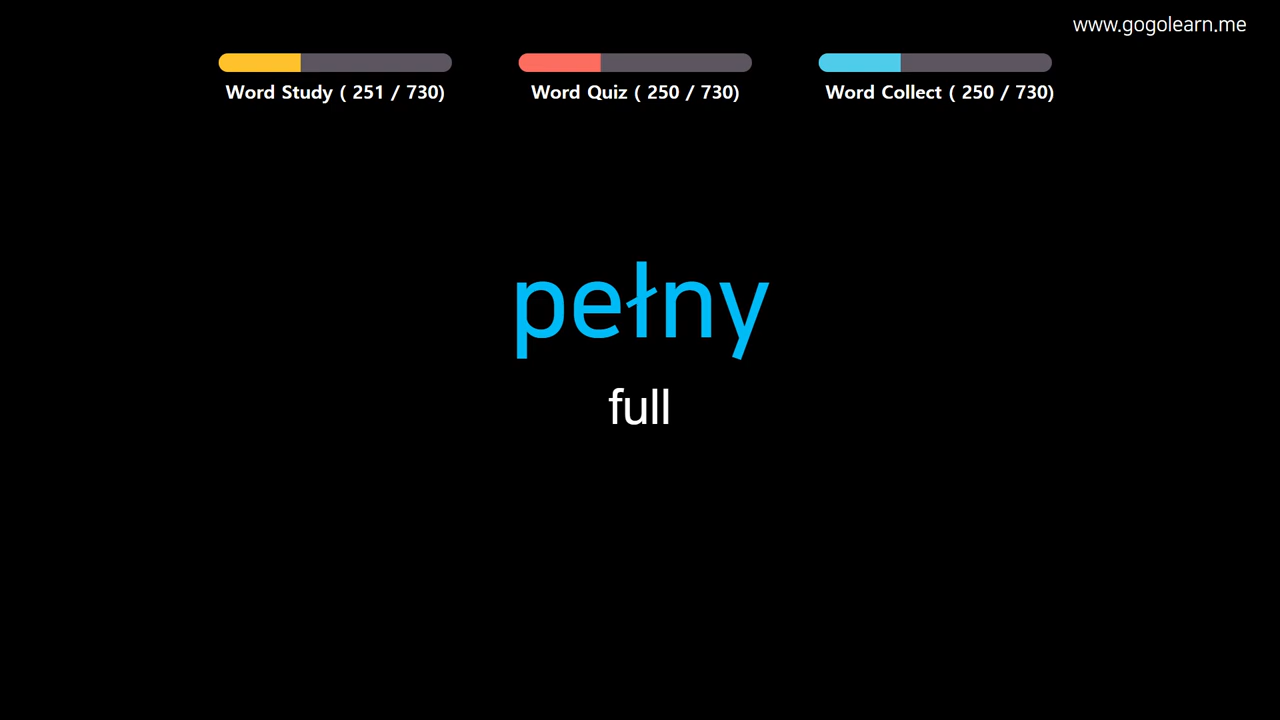 www.gogolearn.me
Word Study ( 251 / 730)
Word Quiz ( 250 / 730)
Word Collect ( 250 / 730)
pełny
full